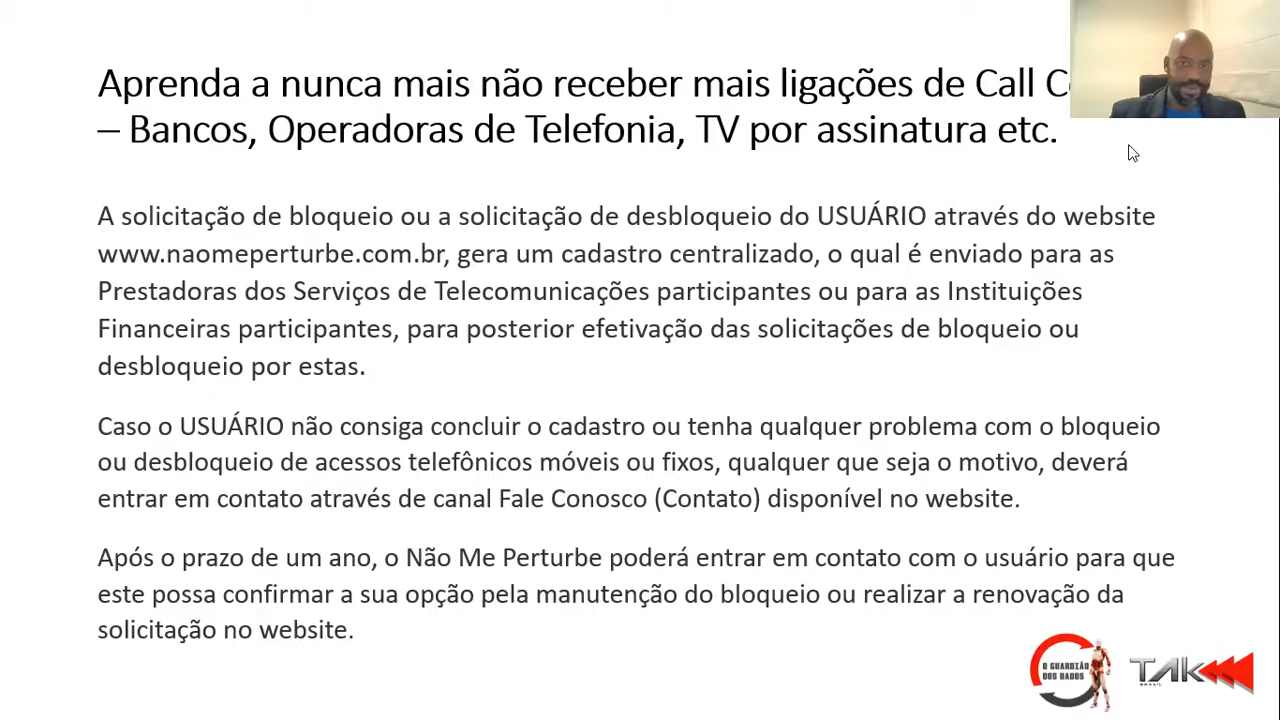 Aprenda a nunca mais não receber mais ligações de Call
– Bancos, Operadoras de Telefonia, TV por assinatura etc.
A solicitação de bloqueio ou a solicitação de desbloqueio do USUÁRIO através do website
www.naomeperturbe.com.br, gera um cadastro centralizado, o qual é enviado para as
Prestadoras dos Serviços de Telecomunicações participantes ou para as Instituições
Financeiras participantes, para posterior efetivação das solicitações de bloqueio ou
desbloqueio por estas.
Caso o USUÁRIO não consiga concluir o cadastro ou tenha qualquer problema com o bloqueio
ou desbloqueio de acessos telefônicos móveis ou fixos, qualquer que seja o motivo, deverá
entrar em contato através de canal Fale Conosco (Contato) disponível no website.
Após o prazo de um ano, o Não Me Perturbe poderá entrar em contato com o usuário para que
este possa confirmar a sua opção pela manutenção do bloqueio ou realizar a renovação da
solicitação no website.
O GUARDIÃO
DOS DADOS
TAK
BRASIL